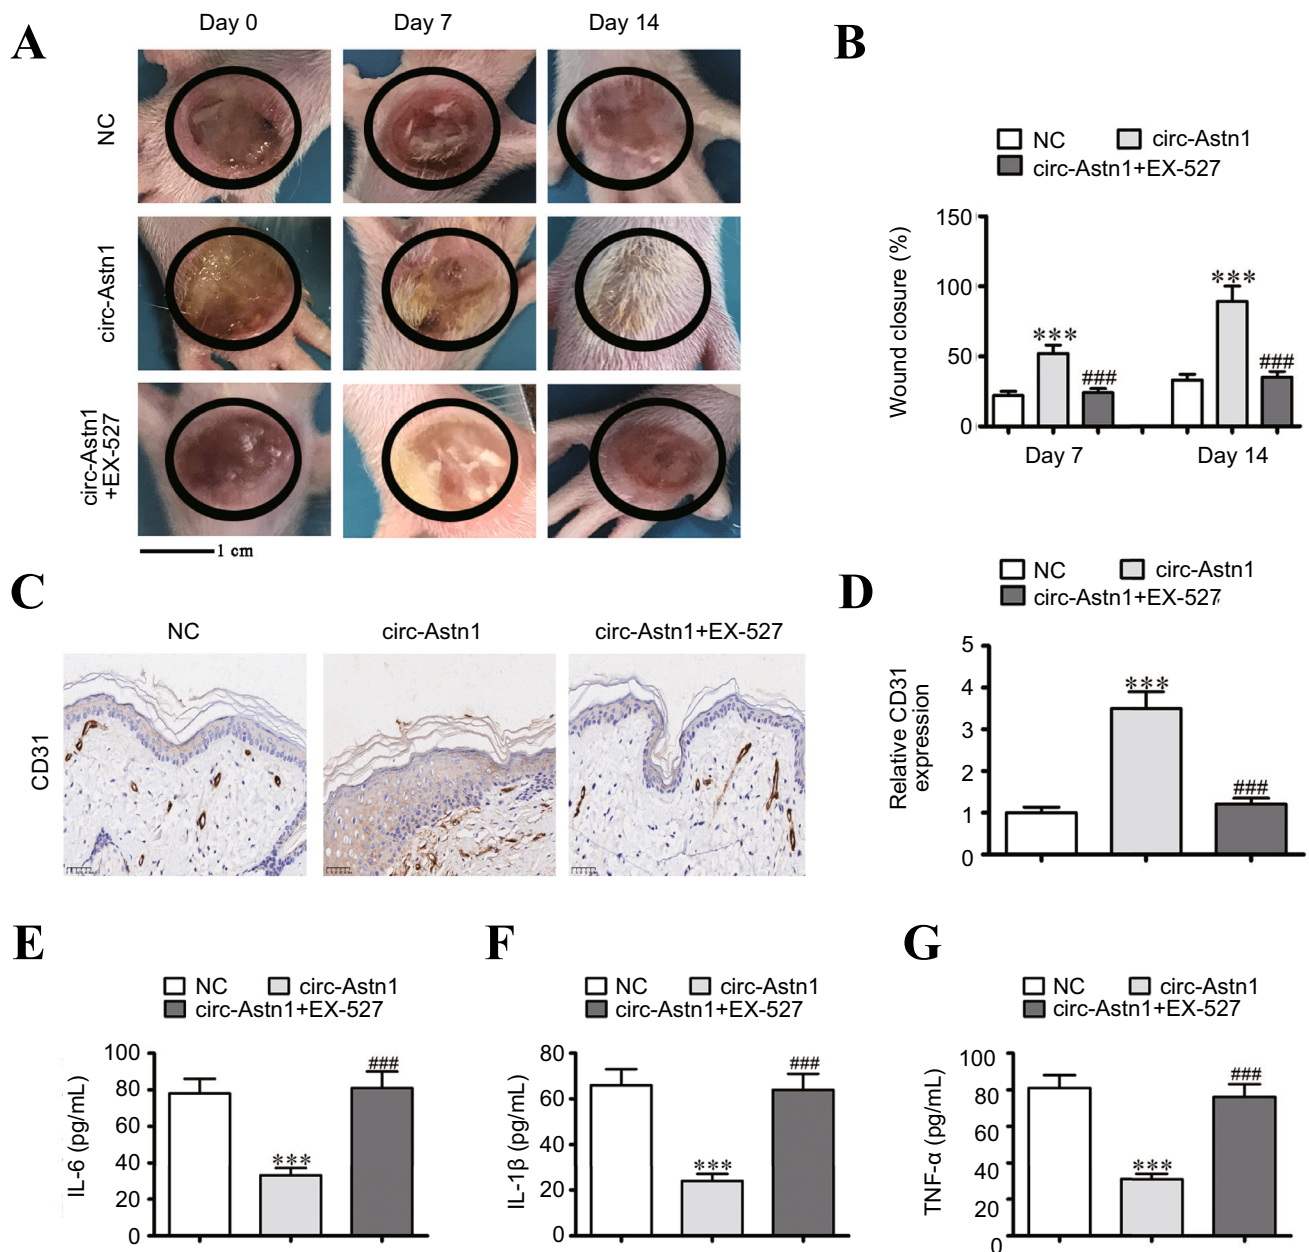 A
Day 0
Day 7
Day 14
NC
circ-Astn1
circ-Astn1
+EX-527
1 cm
B
NC
circ-Astn1
circ-Astn1+EX-527
Wound closure (%)
150
100
50
0
***
###
***
###
Day 7
Day 14
C
NC
circ-Astn1
circ-Astn1+EX-527
CD31
D
NC
circ-Astn1
circ-Astn1+EX-527
Relative CD31
expression
5
4
3
2
1
0
***
###
E
NC
circ-Astn1
circ-Astn1+EX-527
IL-6 (pg/mL)
100
80
60
40
20
0
***
###
F
NC
circ-Astn1
circ-Astn1+EX-527
IL-1β (pg/mL)
80
60
40
20
0
***
###
G
NC
circ-Astn1
circ-Astn1+EX-527
TNF-α (pg/mL)
100
80
60
40
20
0
***
###